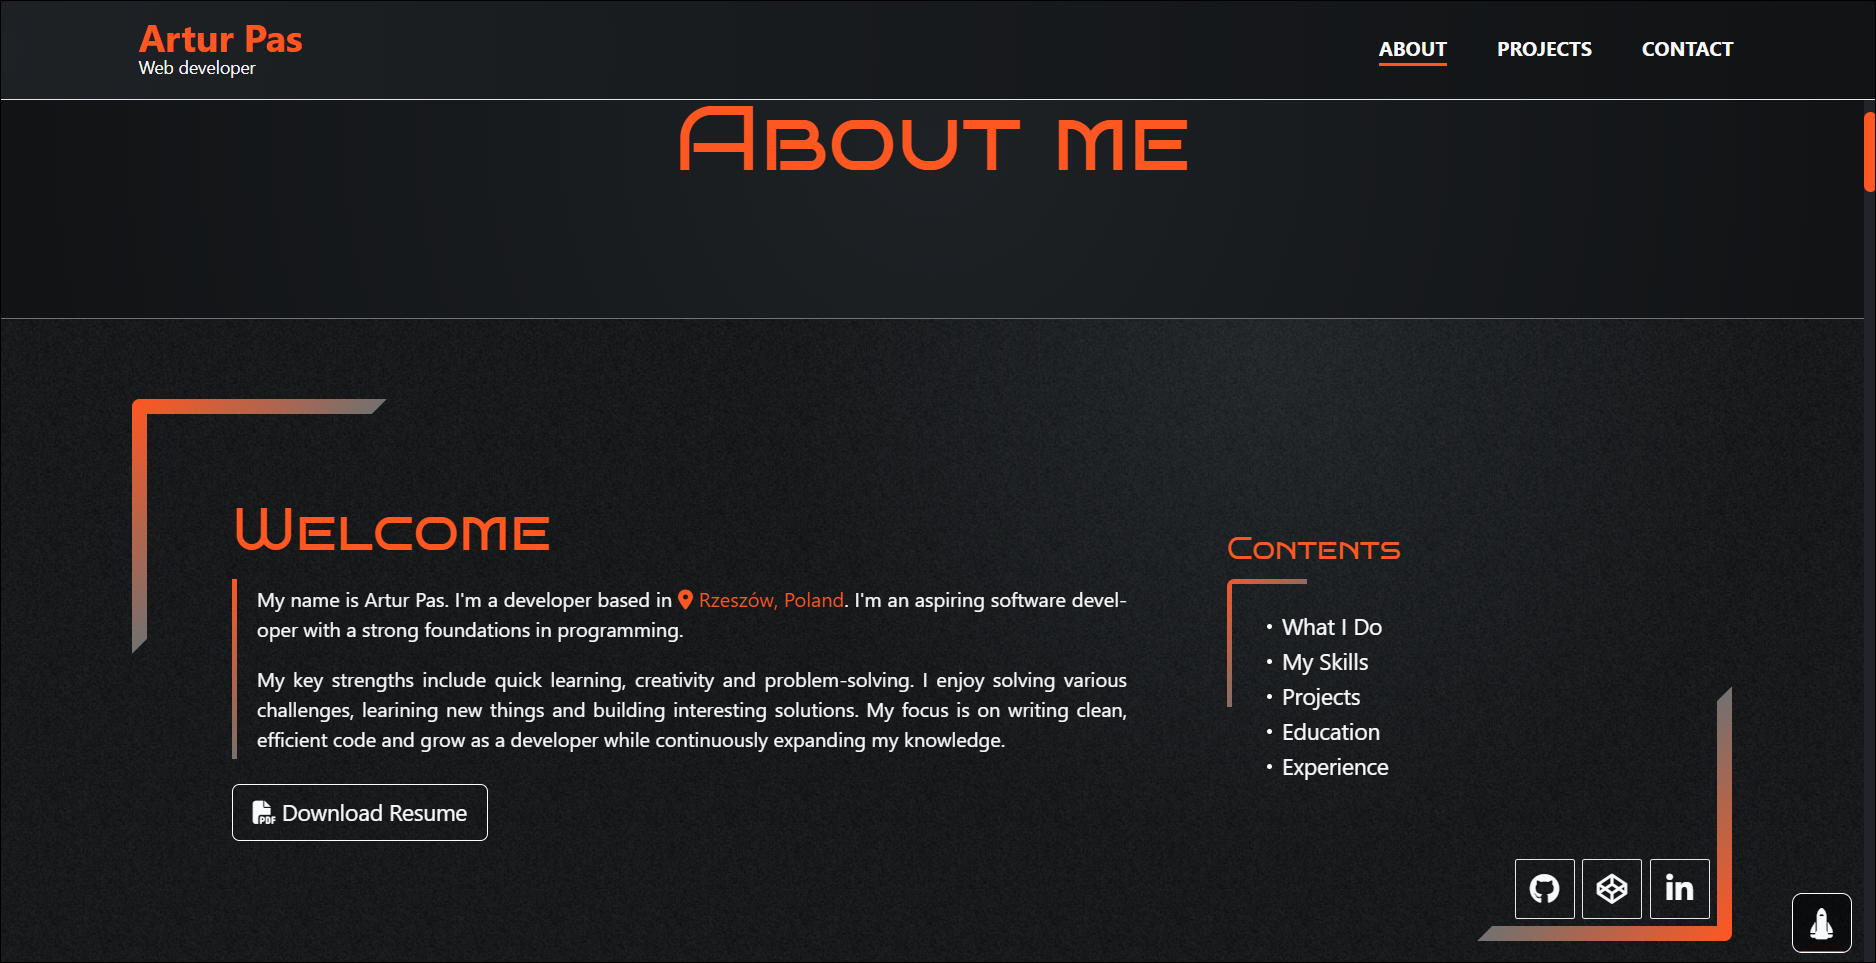 Artur Pas
Web developer
ABOUT
PROJECTS
CONTACT
About me
Welcome
My name is Artur Pas. I'm a developer based in Rzeszów, Poland. I'm an aspiring software devel-
oper with a strong foundations in programming.
My key strengths include quick learning, creativity and problem-solving. I enjoy solving various
challenges, learining new things and building interesting solutions. My focus is on writing clean,
efficient code and grow as a developer while continuously expanding my knowledge.
PDF Download Resume
Contents
• What I Do
• My Skills
• Projects
• Education
• Experience
in